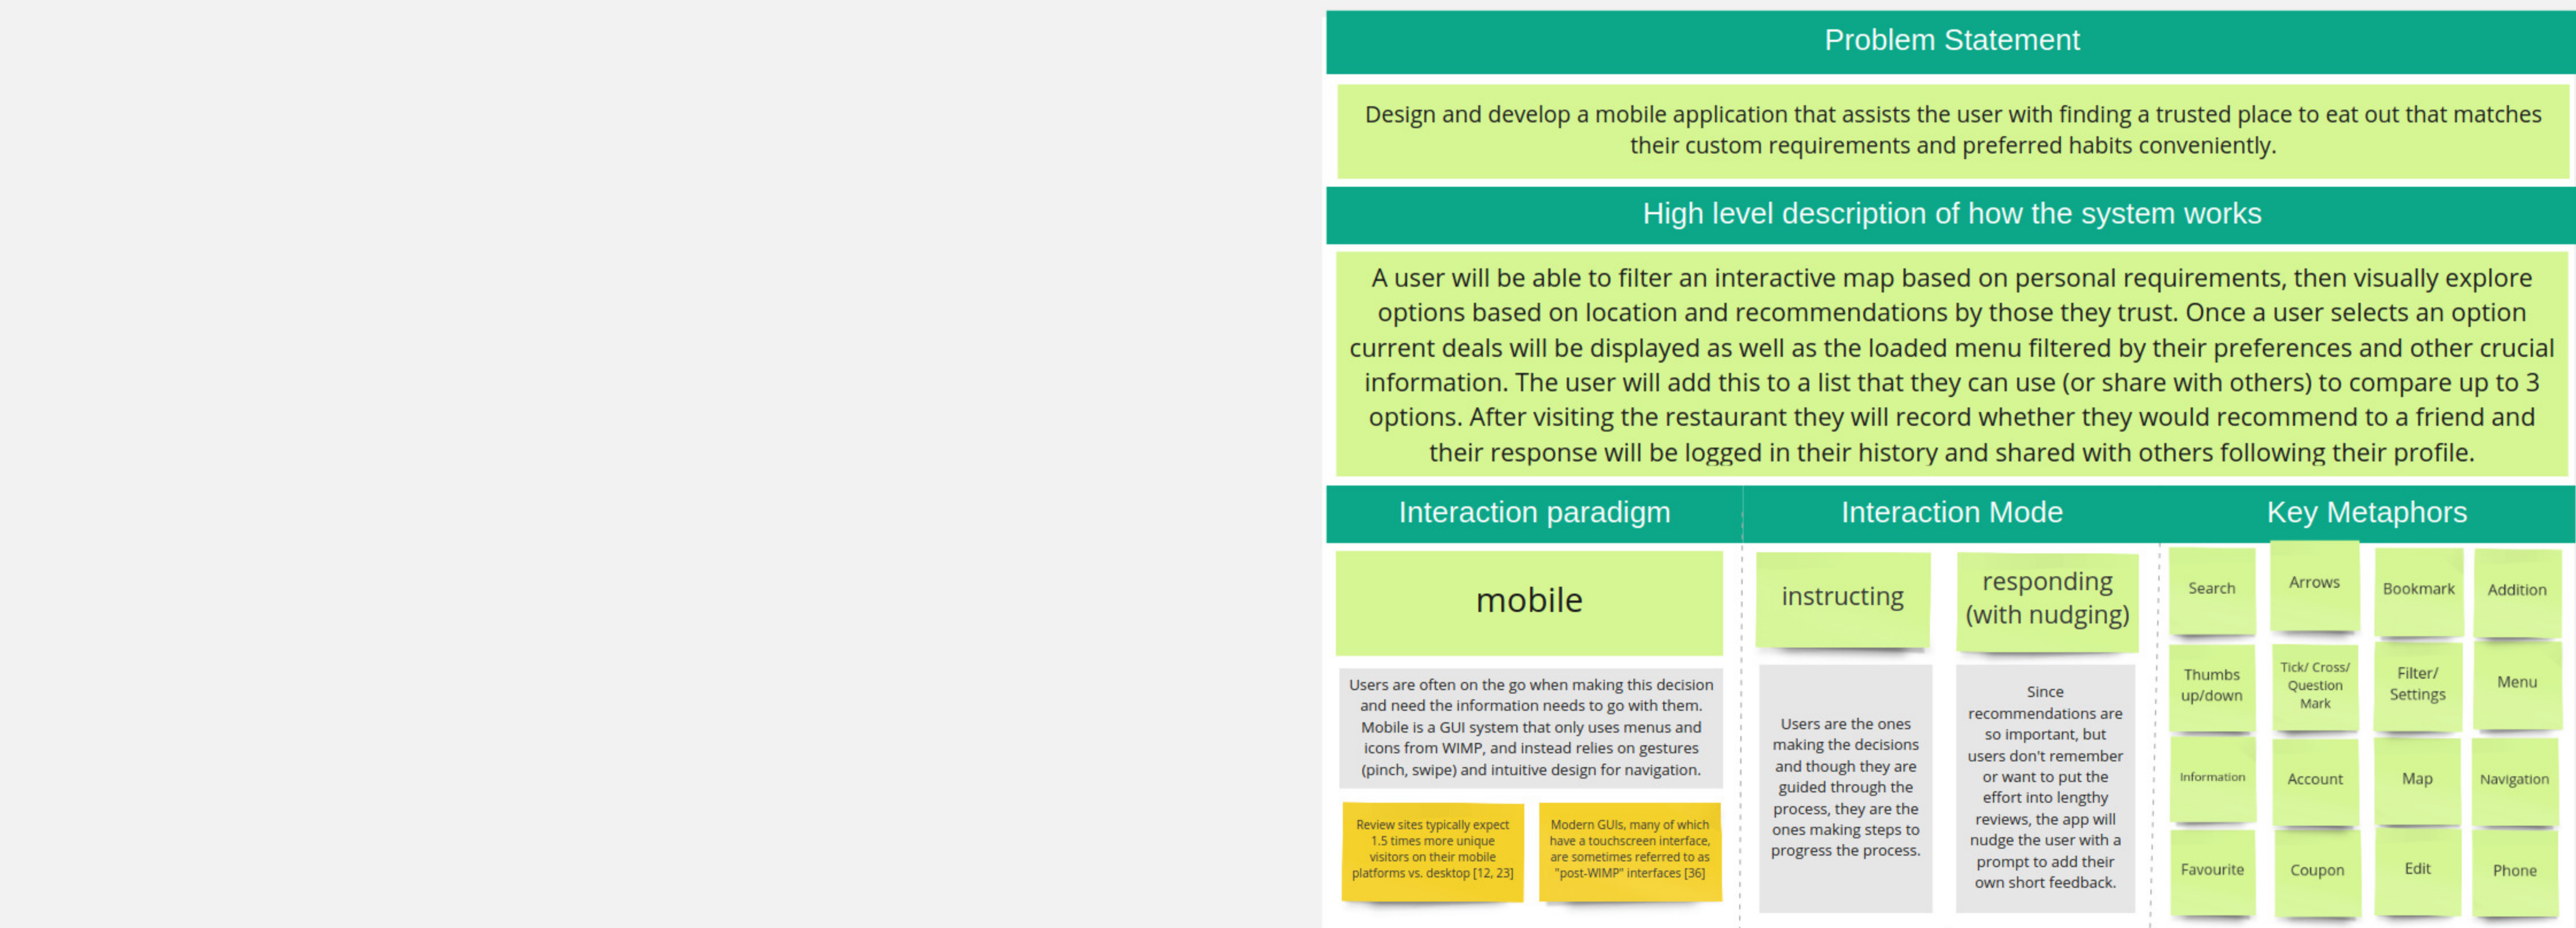 Problem Statement
Design and develop a mobile application that assists the user with finding a trusted place to eat out that matches
their custom requirements and preferred habits conveniently.
High level description of how the system works
A user will be able to filter an interactive map based on personal requirements, then visually explore
options based on location and recommendations by those they trust. Once a user selects an option
current deals will be displayed as well as the loaded menu filtered by their preferences and other crucial
information. The user will add this to a list that they can use (or share with others) to compare up to 3
options. After visiting the restaurant they will record whether they would recommend to a friend and
their response will be logged in their history and shared with others following their profile.
Interaction paradigm
mobile
Users are often on the go when making this decision
and need the information needs to go with them.
Mobile is a GUI system that only uses menus and
icons from WIMP, and instead relies on gestures
(pinch, swipe) and intuitive design for navigation.
Review sites typically expect
1.5 times more unique
visitors on their mobile
platforms vs. desktop [12, 23]
Modern GUIs, many of which
have a touchscreen interface,
are sometimes referred to as
"post-WIMP" interfaces [36]
Interaction Mode
instructing
Users are the ones
making the decisions
and though they are
guided through the
process, they are the
ones making steps to
progress the process.
responding
(with nudging)
Since
recommendations are
so important, but
users don't remember
or want to put the
effort into lengthy
reviews, the app will
nudge the user with a
prompt to add their
own short feedback.
Key Metaphors
Search
Arrows
Bookmark
Addition
Thumbs
up/down
Tick/ Cross/
Question
Mark
Filter/
Settings
Menu
Information
Account
Map
Navigation
Favourite
Coupon
Edit
Phone